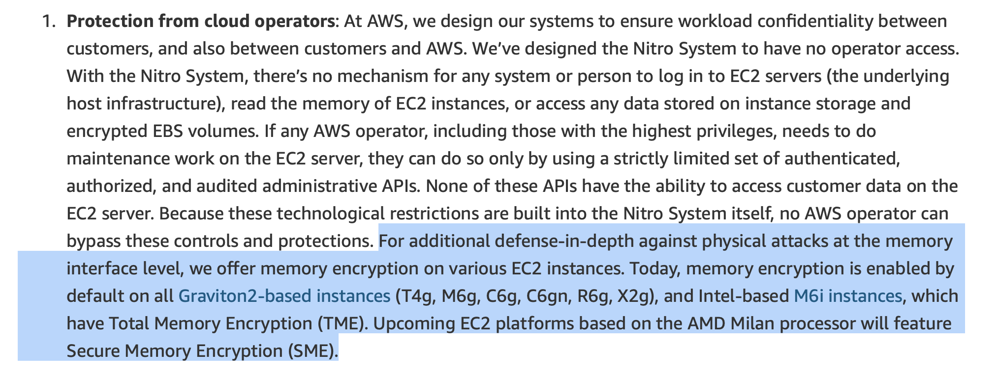 1. Protection from cloud operators: At AWS, we design our systems to ensure workload confidentiality between
customers, and also between customers and AWS. We’ve designed the Nitro System to have no operator access.
With the Nitro System, there’s no mechanism for any system or person to log in to EC2 servers (the underlying
host infrastructure), read the memory of EC2 instances, or access any data stored on instance storage and
encrypted EBS volumes. If any AWS operator, including those with the highest privileges, needs to do
maintenance work on the EC2 server, they can do so only by using a strictly limited set of authenticated,
authorized, and audited administrative APIs. None of these APIs have the ability to access customer data on the
EC2 server. Because these technological restrictions are built into the Nitro System itself, no AWS operator can
bypass these controls and protections. For additional defense-in-depth against physical attacks at the memory
interface level, we offer memory encryption on various EC2 instances. Today, memory encryption is enabled by
default on all Graviton2-based instances (T4g, M6g, C6g, C6gn, R6g, X2g), and Intel-based M6i instances, which
have Total Memory Encryption (TME). Upcoming EC2 platforms based on the AMD Milan processor will feature
Secure Memory Encryption (SME).